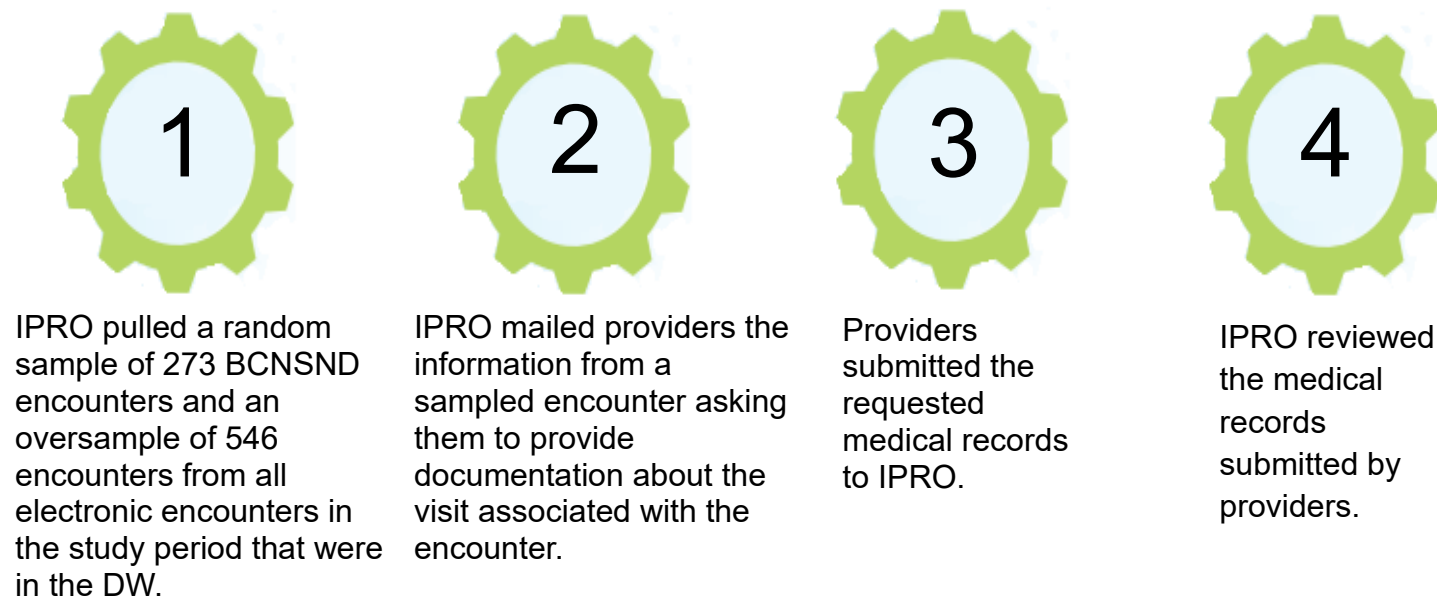 1
IPRO pulled a random
sample of 273 BCNSND
encounters and an
oversample of 546
encounters from all
electronic encounters in
the study period that were
in the DW.
2
IPRO mailed providers the
information from a
sampled encounter asking
them to provide
documentation about the
visit associated with the
encounter.
3
Providers
submitted the
requested
medical records
to IPRO.
4
IPRO reviewed
the medical
records
submitted by
providers.